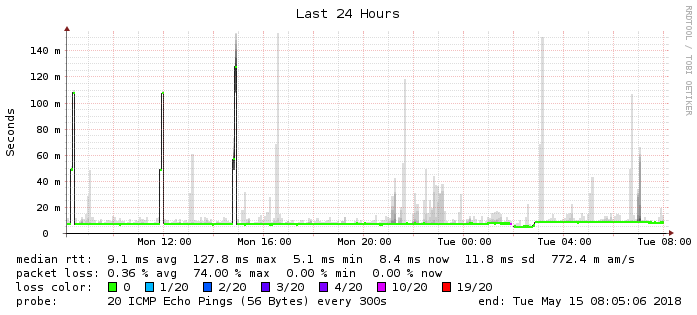 Last 24 Hours
RRDTOOL / TOBI OETIKER
Seconds
140 m
120 m
100 m
80 m
60 m
40 m
20 m
0
Mon 12:00 Mon 16:00 Mon 20:00 Tue 00:00 Tue 04:00 Tue 08:00
median rtt: 9.1 ms avg 127.8 ms max 5.1 ms min 8.4 ms now 11.8 ms sd 772.4 m am/s
packet loss: 0.36 % avg 74.00 % max 0.00 % min 0.00 % now
loss color: 0 1/20 2/20 3/20 4/20 10/20 19/20
probe: 20 ICMP Echo Pings (56 Bytes) every 300s end: Tue May 15 08:05:06 2018